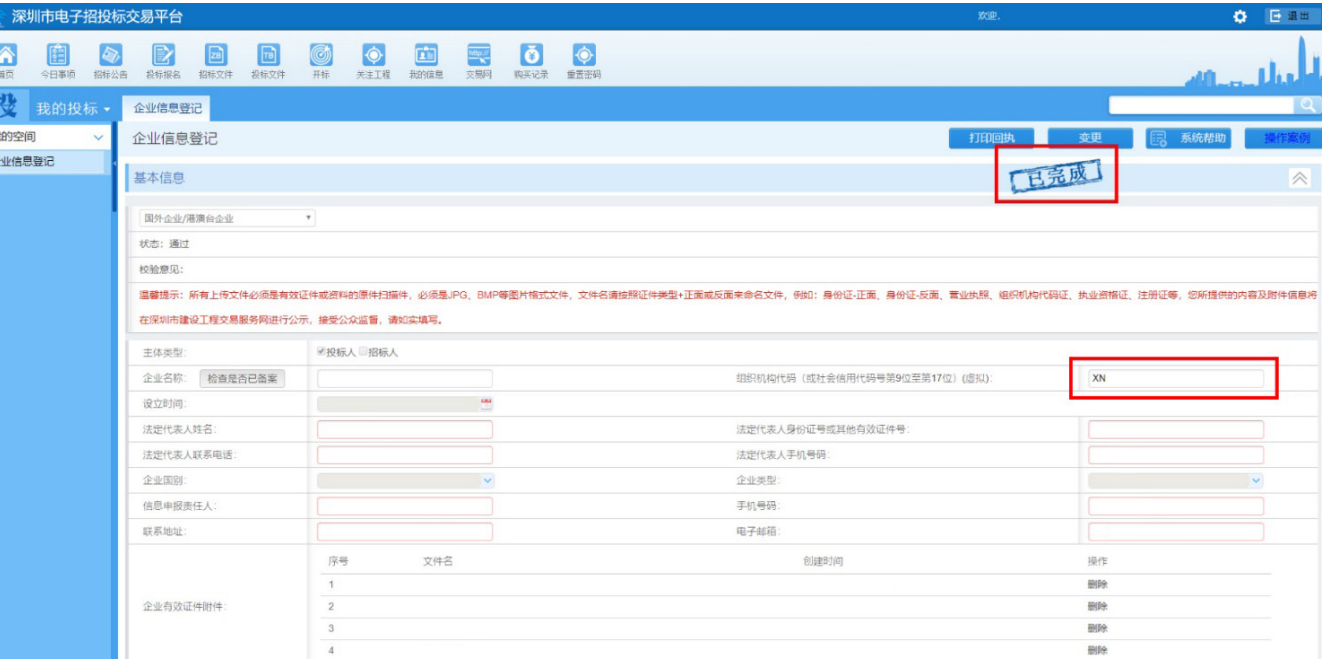 深圳市电子招投标交易平台 欢迎, 退出
首页 今日事项 招标公告 投标报名 招标文件 投标文件 开标 关注工程 我的信息 交易网 购买记录 重置密码
投 我的投标 企业信息登记
我的空间
企业信息登记 打印回执 变更 系统帮助 操作案例
企业信息登记
基本信息 已完成
国外企业/港澳台企业
状态：通过
校验意见：
温馨提示：所有上传文件必须是有效证件或资料的原件扫描件，必须是JPG、BMP等图片格式文件，文件名请按照证件类型+正面或反面来命名文件，例如：身份证-正面、身份证-反面、营业执照、组织机构代码证、执业资格证、注册证等，您所提供的内容及附件信息将
在深圳市建设工程交易服务网进行公示，接受公众监督，请如实填写。
主体类型： 投标人 招标人
企业名称： 检查是否已备案 组织机构代码（或社会信用代码号第9位至第17位）(虚拟)： XN
设立时间：
法定代表人姓名： 法定代表人身份证号或其他有效证件号：
法定代表人联系电话： 法定代表人手机号码：
企业国别： 企业类型：
信息申报责任人： 手机号码：
联系地址： 电子邮箱：
序号 文件名 创建时间 操作
1 删除
企业有效证件附件： 2 删除
3 删除
4 删除